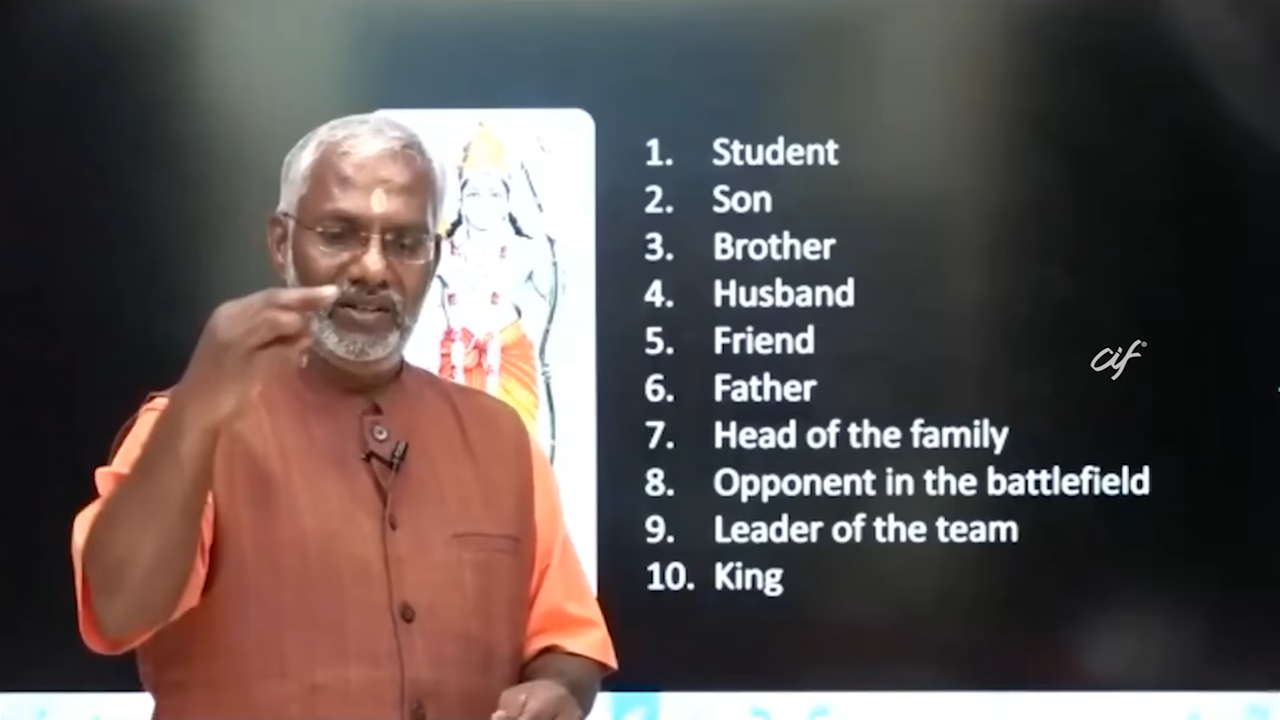 1. Student
2. Son
3. Brother
4. Husband
5. Friend
6. Father
7. Head of the family
8. Opponent in the battlefield
9. Leader of the team
10. King
cif